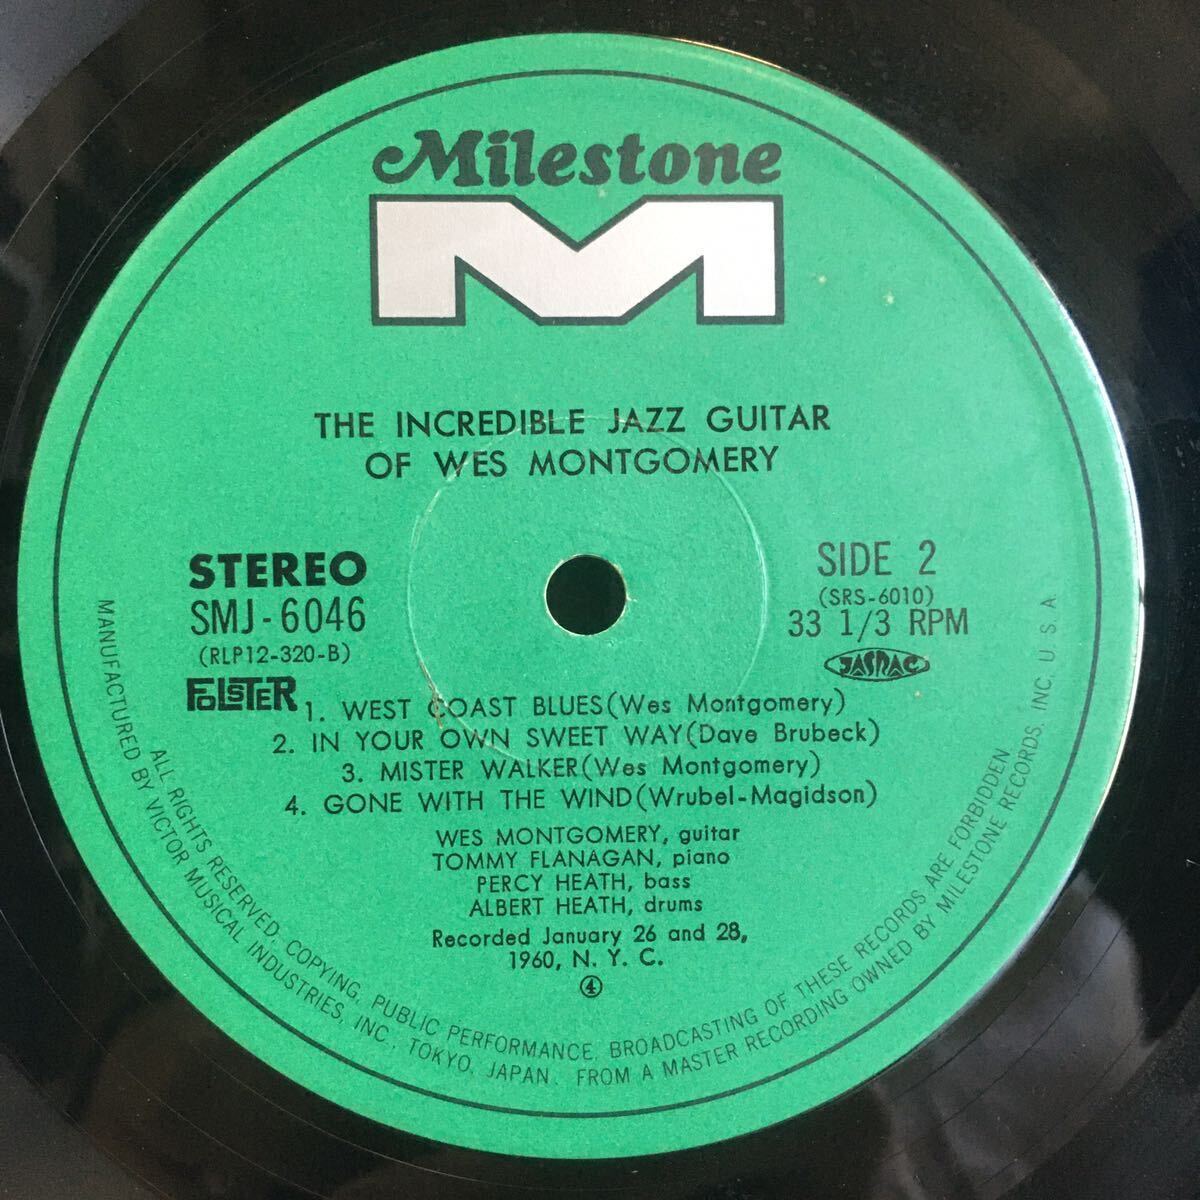 Milestone
M
THE INCREDIBLE JAZZ GUITAR
OF WES MONTGOMERY
STEREO
SMJ-6046
(RLP12-320-B)
FOLSTER
SIDE 2
(SRS-6010)
33 1/3 RPM
JASRAC
1. WEST COAST BLUES(Wes Montgomery)
2. IN YOUR OWN SWEET WAY(Dave Brubeck)
3. MISTER WALKER(Wes Montgomery)
4. GONE WITH THE WIND(Wrubel-Magidson)
WES MONTGOMERY, guitar
TOMMY FLANAGAN, piano
PERCY HEATH, bass
ALBERT HEATH, drums
Recorded January 26 and 28,
1960, N. Y. C.
④
ALL RIGHTS RESERVED. COPYING, PUBLIC PERFORMANCE, BROADCASTING OF THESE RECORDS ARE FORBIDDEN
MANUFACTURED BY VICTOR MUSICAL INDUSTRIES, INC., TOKYO, JAPAN. FROM A MASTER RECORDING OWNED BY MILESTONE RECORDS. INC. U. S. A.